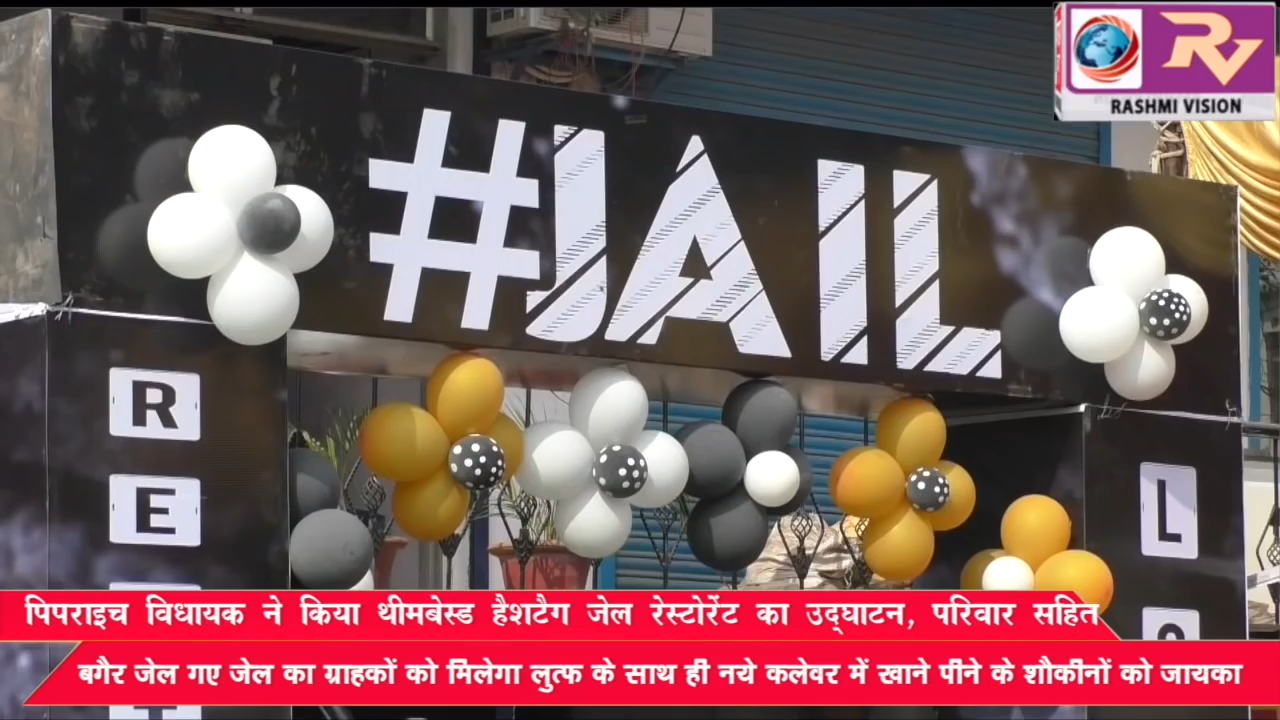 RV
RASHMI VISION
#JAIL
R
E
L
पिपराइच विधायक ने किया थीमबेस्ड हैशटैग जेल रेस्टोरेंट का उद्घाटन, परिवार सहित
बगैर जेल गए जेल का ग्राहकों को मिलेगा लुत्फ के साथ ही नये कलेवर में खाने पीने के शौकीनों को जायका